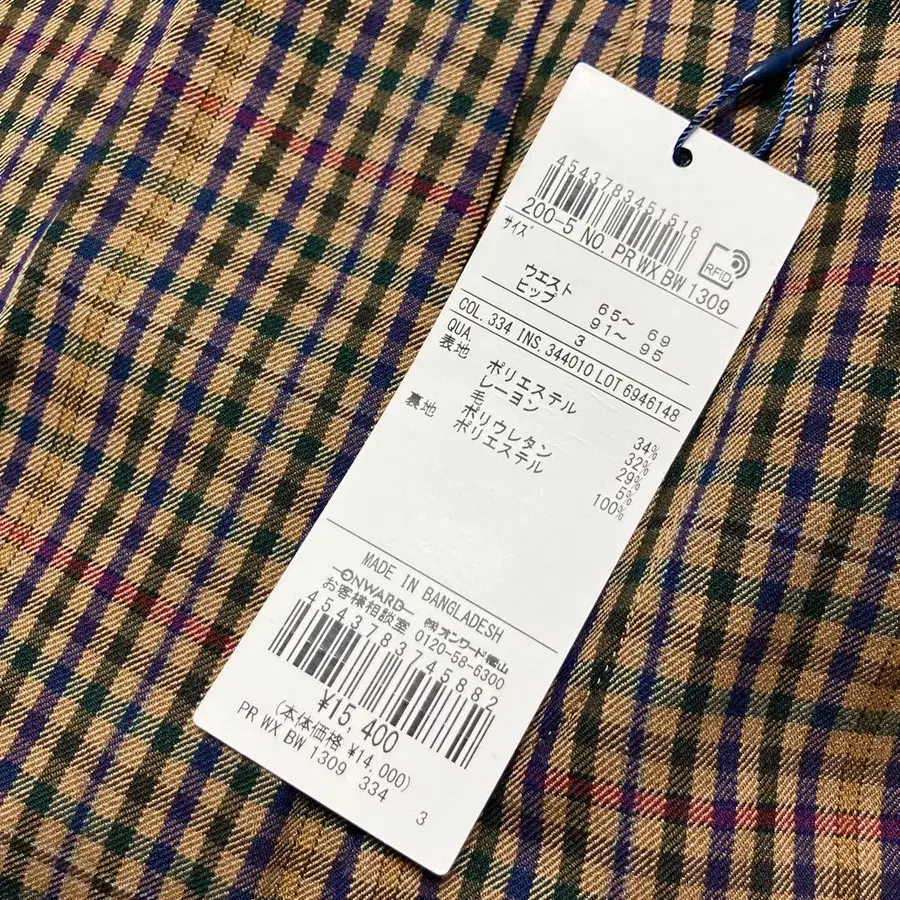 4543783451516
200-5 NO. PR WX BW 1309
RFID
サイズ
ウエスト 65～ 69
ヒップ 91～ 95
3
COL. 334 INS. 344010 LOT 6946148
QUA.
表地 ポリエステル 34%
レーヨン 32%
毛 29%
ポリウレタン 5%
裏地 ポリエステル 100%
MADE IN BANGLADESH
ONWARD ㈱オンワード樫山
お客様相談室 0120-58-6300
4543783745882
¥15,400
(本体価格 ¥14,000)
PR WX BW 1309 334
3